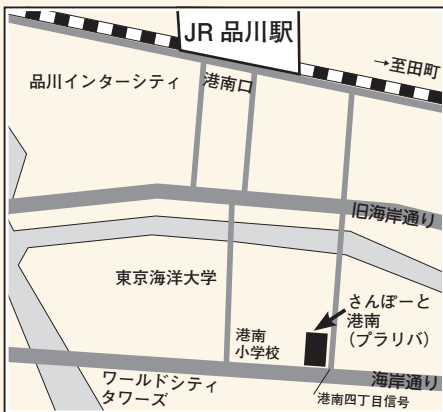 JR 品川駅
→至田町
品川インターシティ
港南口
旧海岸通り
東京海洋大学
さんぽーと
港南
(プラリバ)
港南
小学校
海岸通り
ワールドシティ
タワーズ
港南四丁目信号